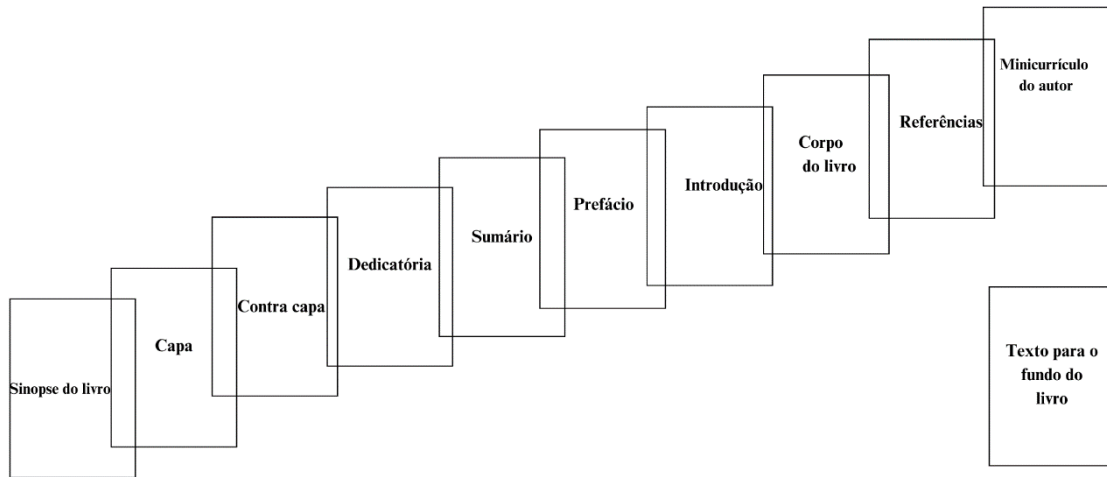 Sinopse do livro
Capa
Contra capa
Dedicatória
Sumário
Prefácio
Introdução
Corpo
do livro
Referências
Minicurrículo
do autor
Texto para o
fundo do
livro